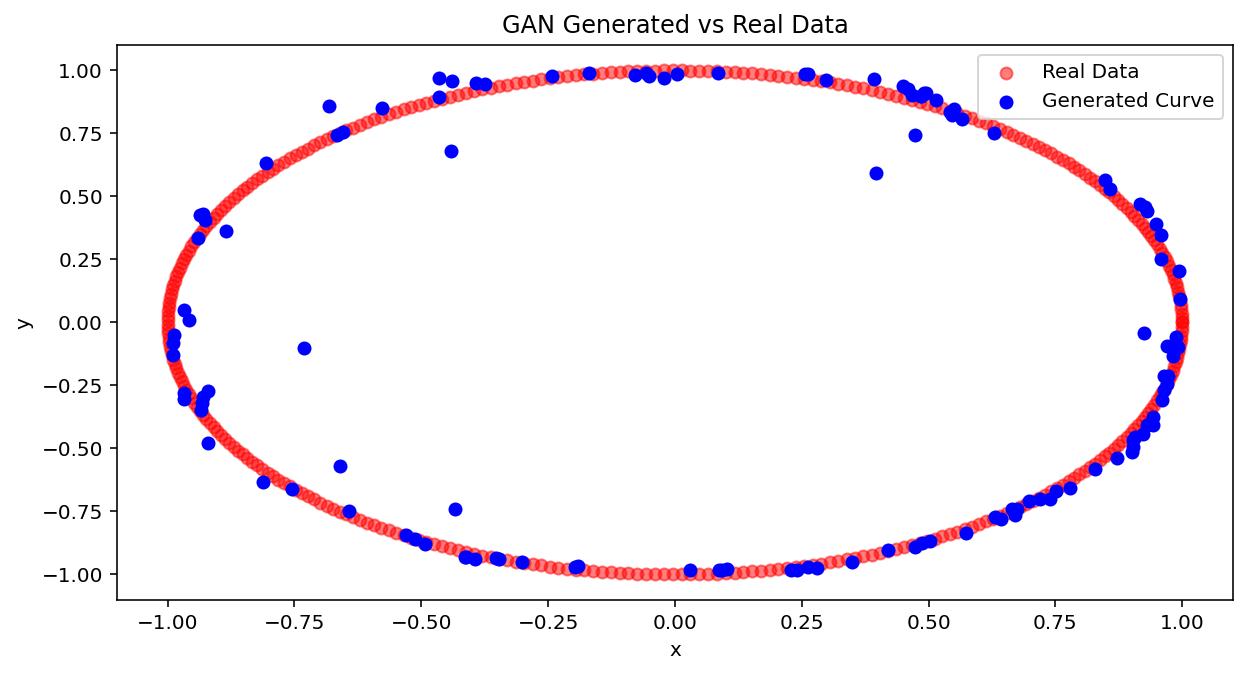 GAN Generated vs Real Data
Real Data
Generated Curve
1.00
0.75
0.50
0.25
0.00
−0.25
−0.50
−0.75
−1.00
y
−1.00 −0.75 −0.50 −0.25 0.00 0.25 0.50 0.75 1.00
x